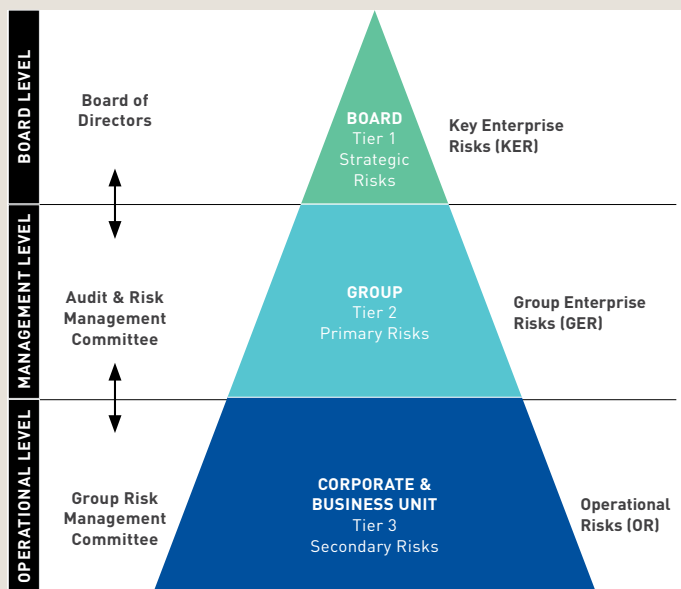 BOARD LEVEL
Board of
Directors
BOARD
Tier 1
Strategic
Risks
Key Enterprise
Risks (KER)
MANAGEMENT LEVEL
Audit & Risk
Management
Committee
GROUP
Tier 2
Primary Risks
Group Enterprise
Risks (GER)
OPERATIONAL LEVEL
Group Risk
Management
Committee
CORPORATE &
BUSINESS UNIT
Tier 3
Secondary Risks
Operational
Risks (OR)